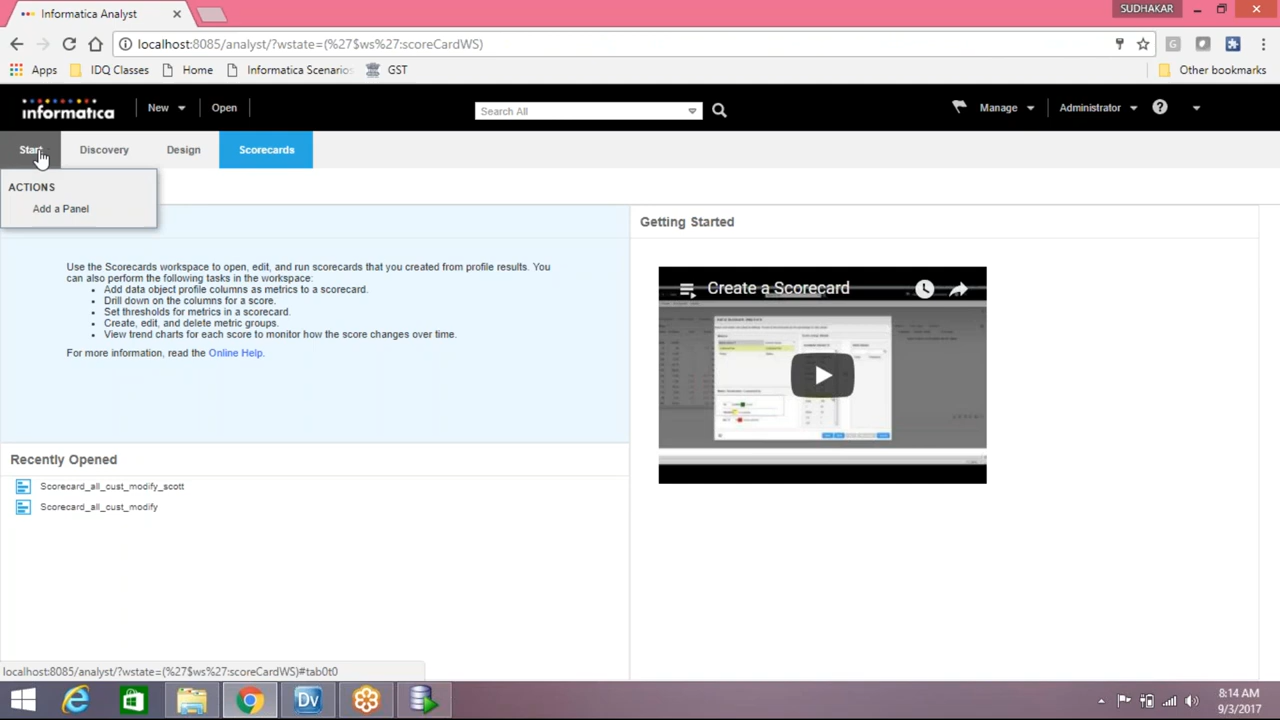 Informatica Analyst
SUDHAKAR
localhost:8085/analyst/?wstate=(%27$ws%27:scoreCardWS)
Apps
IDQ Classes
Home
Informatica Scenarios
GST
Other bookmarks
informatica
New
Open
Search All
Manage
Administrator
?
Start
Discovery
Design
Scorecards
ACTIONS
Add a Panel
Getting Started
Use the Scorecards workspace to open, edit, and run scorecards that you created from profile results. You
can also perform the following tasks in the workspace:
• Add data object profile columns as metrics to a scorecard.
• Drill down on the columns for a score.
• Set thresholds for metrics in a scorecard.
• Create, edit, and delete metric groups.
• View trend charts for each score to monitor how the score changes over time.
For more information, read the Online Help.
Create a Scorecard
Recently Opened
Scorecard_all_cust_modify_scott
Scorecard_all_cust_modify
localhost:8085/analyst/?wstate=(%27$ws%27:scoreCardWS)#tab0t0
Dv
8:14 AM
9/3/2017